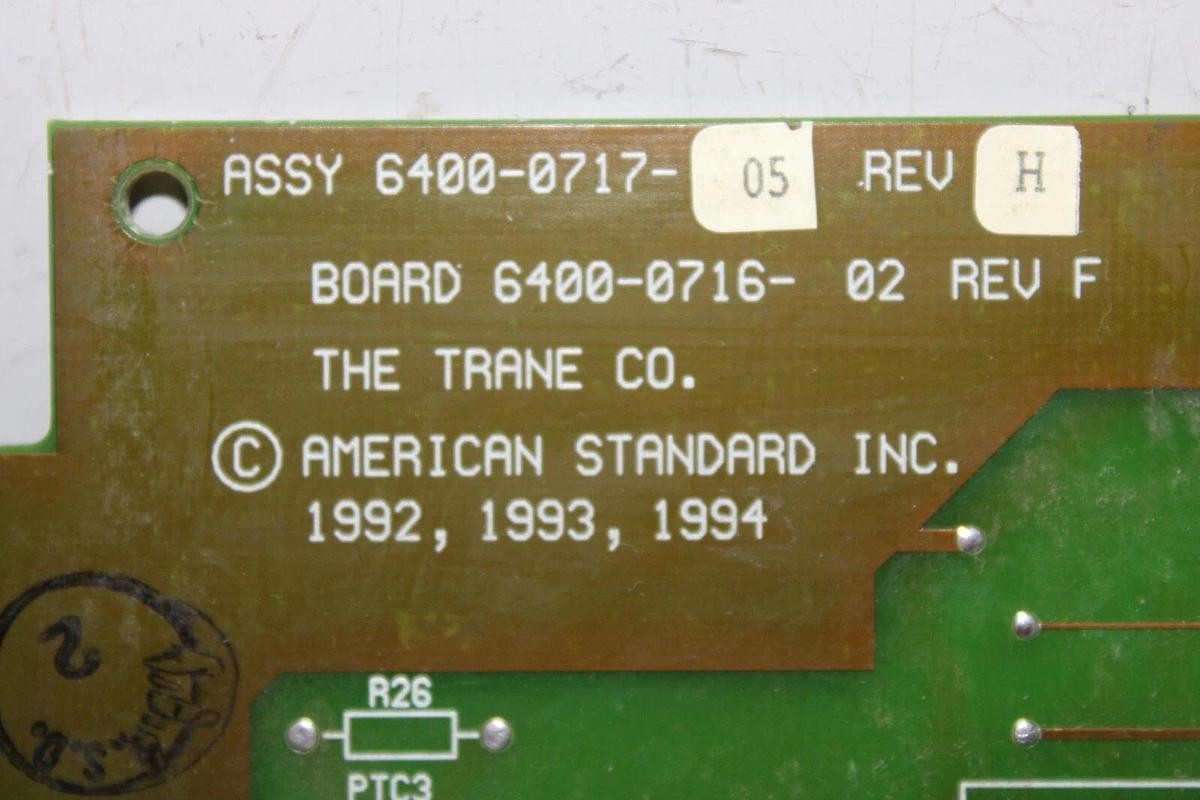 ASSY 6400-0717- 05 REV H
BOARD 6400-0716- 02 REV F
THE TRANE CO.
© AMERICAN STANDARD INC.
1992, 1993, 1994
2
R26
PTC3